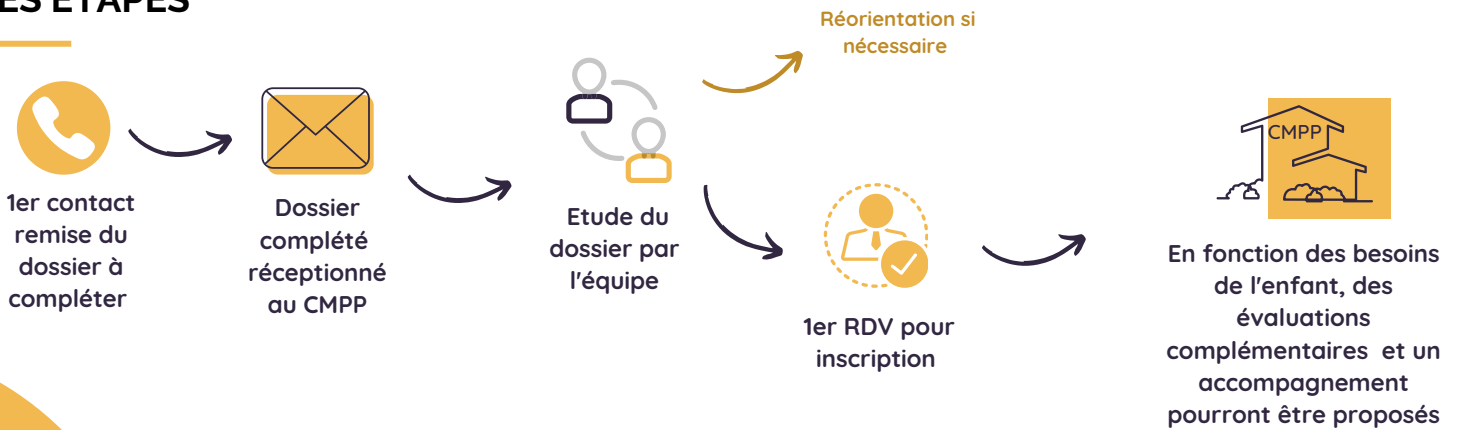 ES ÉTAPES
1er contact
remise du
dossier à
compléter
Dossier
complété
réceptionné
au CMPP
Etude du
dossier par
l'équipe
Réorientation si
nécessaire
1er RDV pour
inscription
CMPP
En fonction des besoins
de l'enfant, des
évaluations
complémentaires et un
accompagnement
pourront être proposés